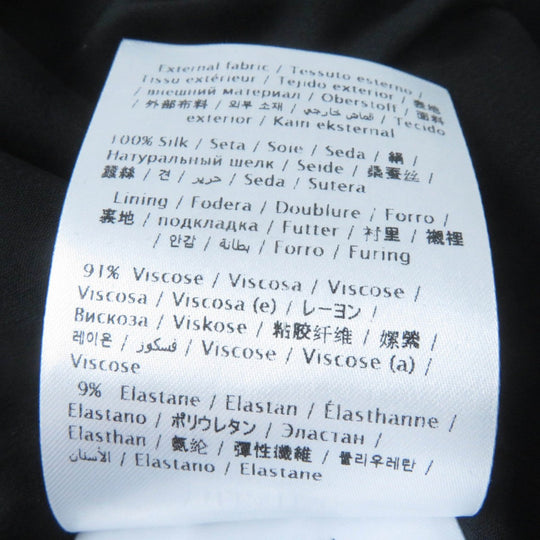 External fabric / Tessuto esterno /
Tissu extérieur / Tejido exterior / 表地
/ внешний материал / Oberstoff / 面料
/ 外部布料 / 외부 소재 / قماش خارجي / Tecido
exterior / Kain eksternal
100% Silk / Seta / Soie / Seda / 絹 /
Натуральный шелк / Seide / 桑蚕丝 /
蠶絲 / 견 / حرير / Seda / Sutera
Lining / Fodera / Doublure / Forro /
裏地 / подкладка / Futter / 衬里 / 襯裡
/ 안감 / بطانة / Forro / Furing
91% Viscose / Viscosa / Viscose /
Viscosa / Viscosa (e) / レーヨン /
Вискоза / Viskose / 粘胶纤维 / 嫘縈 /
레이온 / فسكوز / Viscose / Viscose (a) /
Viscose
9% Elastane / Elastan / Élasthanne /
Elastano / ポリウレタン / Эластан /
Elasthan / 氨纶 / 彈性纖維 / 폴리우레탄 /
الأستان / Elastano / Elastane